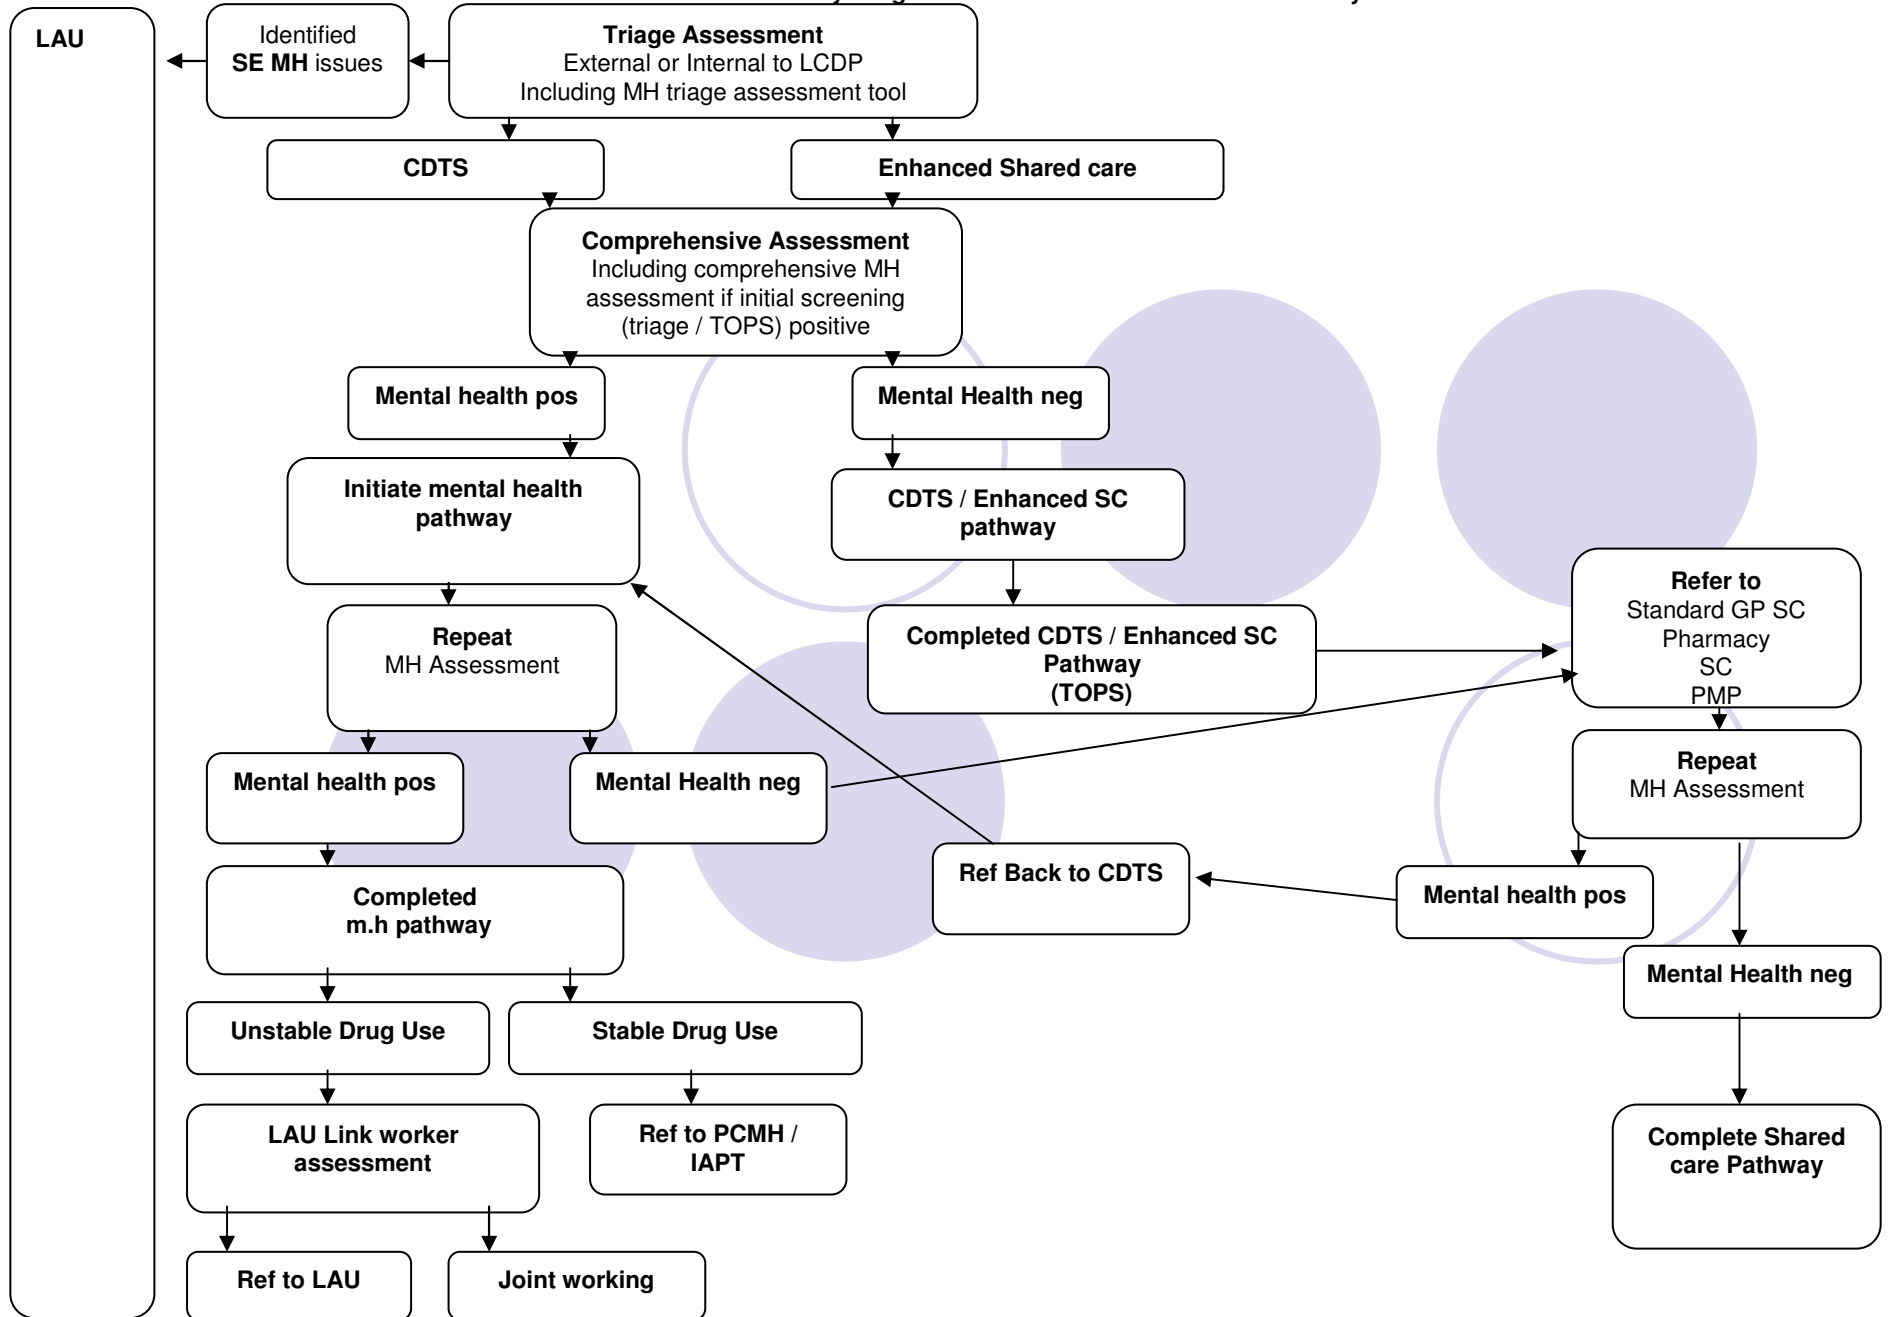 LAU
Identified
SE MH issues
Triage Assessment
External or Internal to LCDP
Including MH triage assessment tool
CDTS
Enhanced Shared care
Comprehensive Assessment
Including comprehensive MH
assessment if initial screening
(triage / TOPS) positive
Mental health pos
Mental Health neg
Initiate mental health
pathway
CDTS / Enhanced SC
pathway
Repeat
MH Assessment
Completed CDTS / Enhanced SC
Pathway
(TOPS)
Refer to
Standard GP SC
Pharmacy
SC
PMP
Repeat
MH Assessment
Mental health pos
Mental Health neg
Completed
m.h pathway
Ref Back to CDTS
Mental health pos
Mental Health neg
Unstable Drug Use
Stable Drug Use
LAU Link worker
assessment
Ref to PCMH /
IAPT
Complete Shared
care Pathway
Ref to LAU
Joint working